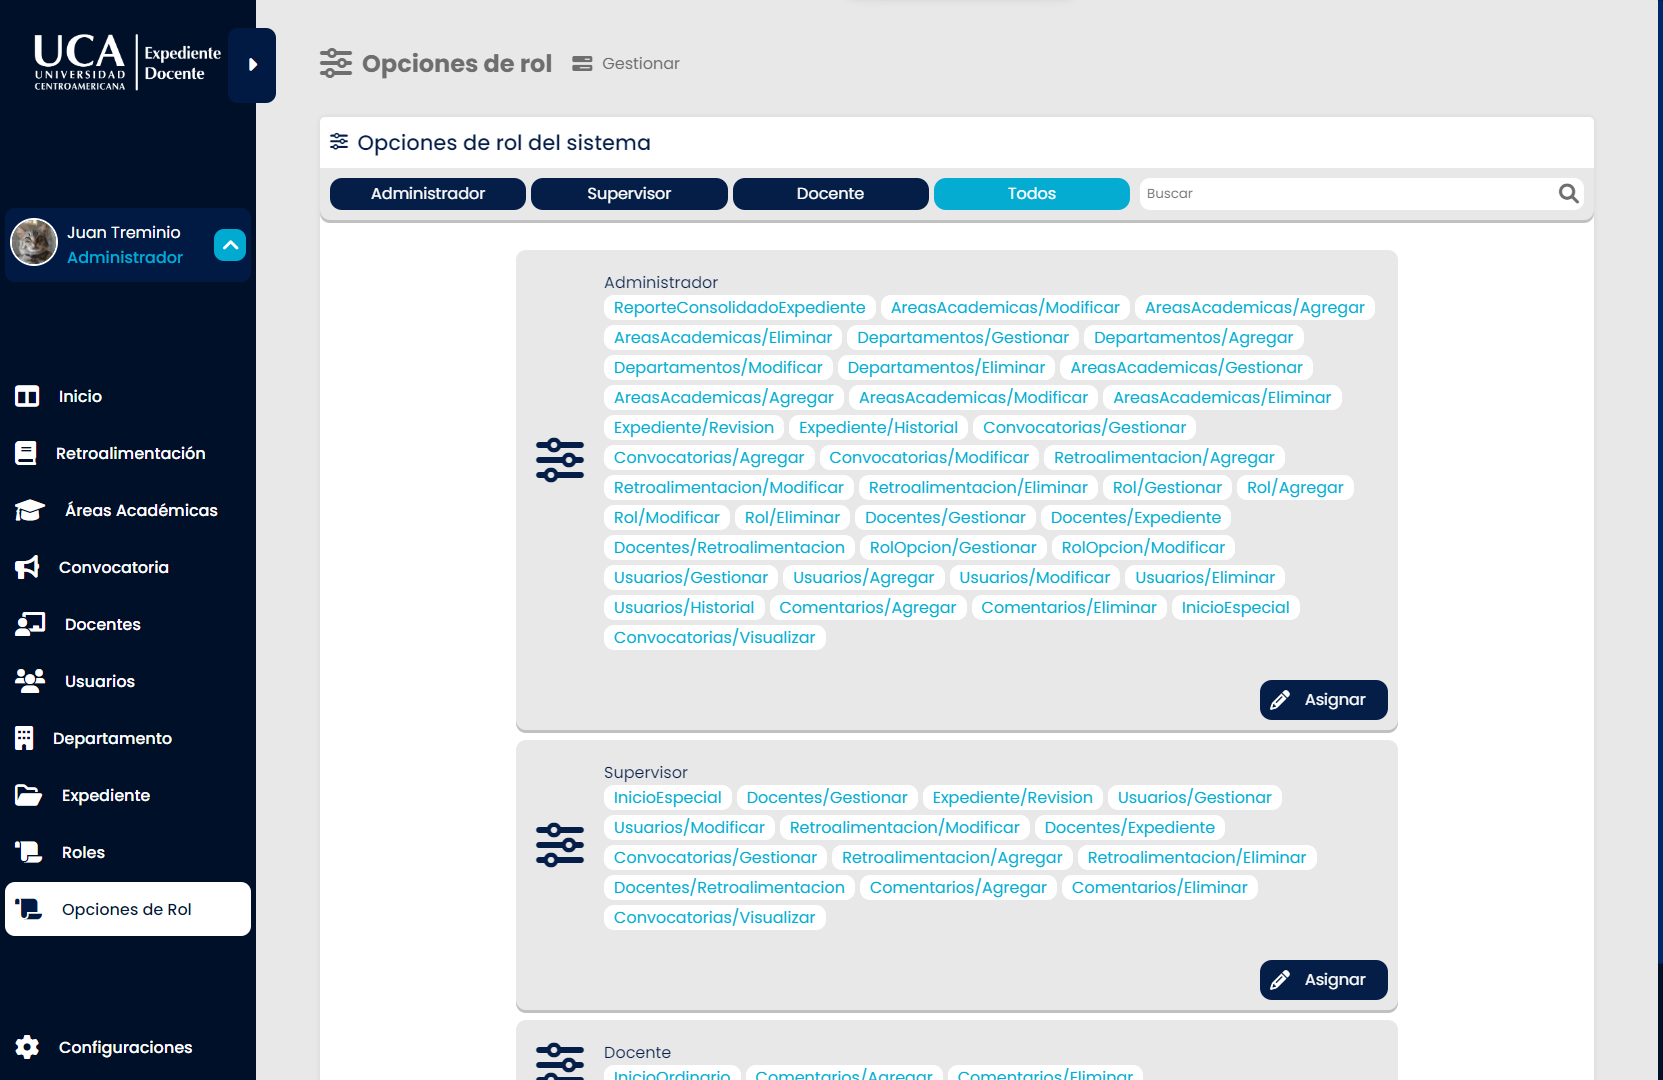 UCA
UNIVERSIDAD
CENTROAMERICANA
Expediente
Docente
Juan Treminio
Administrador
Inicio
Retroalimentación
Áreas Académicas
Convocatoria
Docentes
Usuarios
Departamento
Expediente
Roles
Opciones de Rol
Configuraciones
Opciones de rol Gestionar
Opciones de rol del sistema
Administrador Supervisor Docente Todos Buscar
Administrador
ReporteConsolidadoExpediente AreasAcademicas/Modificar AreasAcademicas/Agregar
AreasAcademicas/Eliminar Departamentos/Gestionar Departamentos/Agregar
Departamentos/Modificar Departamentos/Eliminar AreasAcademicas/Gestionar
AreasAcademicas/Agregar AreasAcademicas/Modificar AreasAcademicas/Eliminar
Expediente/Revision Expediente/Historial Convocatorias/Gestionar
Convocatorias/Agregar Convocatorias/Modificar Retroalimentacion/Agregar
Retroalimentacion/Modificar Retroalimentacion/Eliminar Rol/Gestionar Rol/Agregar
Rol/Modificar Rol/Eliminar Docentes/Gestionar Docentes/Expediente
Docentes/Retroalimentacion RolOpcion/Gestionar RolOpcion/Modificar
Usuarios/Gestionar Usuarios/Agregar Usuarios/Modificar Usuarios/Eliminar
Usuarios/Historial Comentarios/Agregar Comentarios/Eliminar InicioEspecial
Convocatorias/Visualizar
Asignar
Supervisor
InicioEspecial Docentes/Gestionar Expediente/Revision Usuarios/Gestionar
Usuarios/Modificar Retroalimentacion/Modificar Docentes/Expediente
Convocatorias/Gestionar Retroalimentacion/Agregar Retroalimentacion/Eliminar
Docentes/Retroalimentacion Comentarios/Agregar Comentarios/Eliminar
Convocatorias/Visualizar
Asignar
Docente
InicioOrdinario Comentarios/Agregar Comentarios/Eliminar